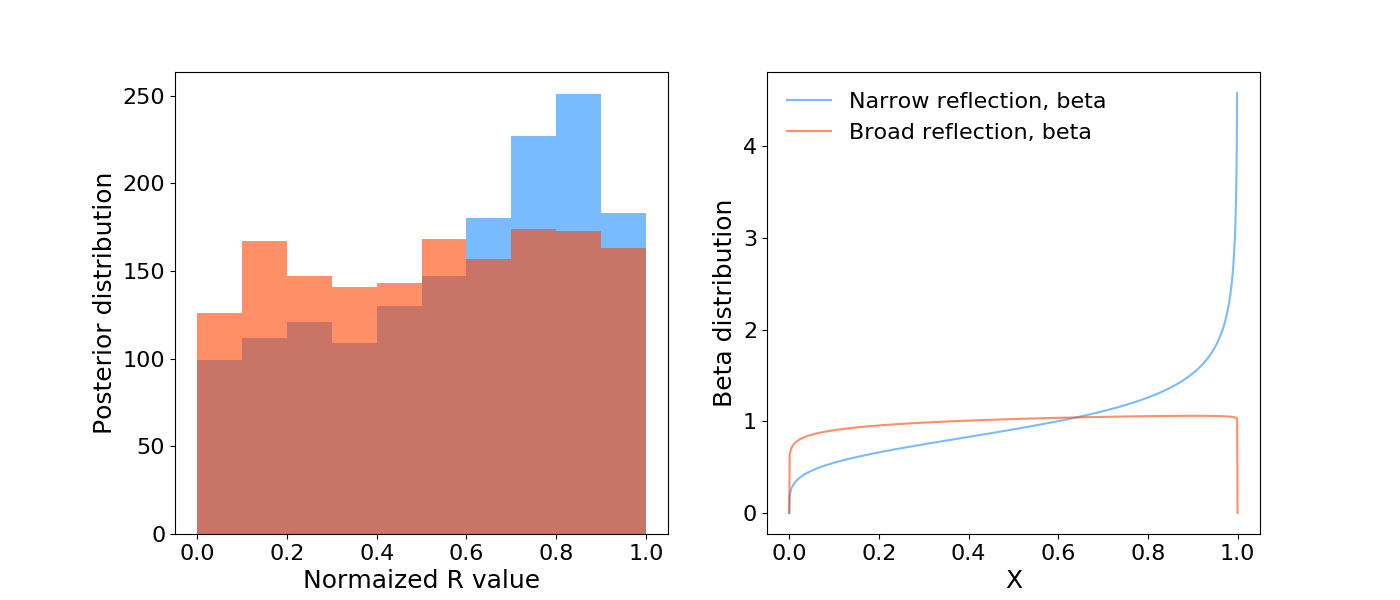 Posterior distribution
250
200
150
100
50
0
0.0 0.2 0.4 0.6 0.8 1.0
Normaized R value
Beta distribution
4
3
2
1
0
Narrow reflection, beta
Broad reflection, beta
0.0 0.2 0.4 0.6 0.8 1.0
X